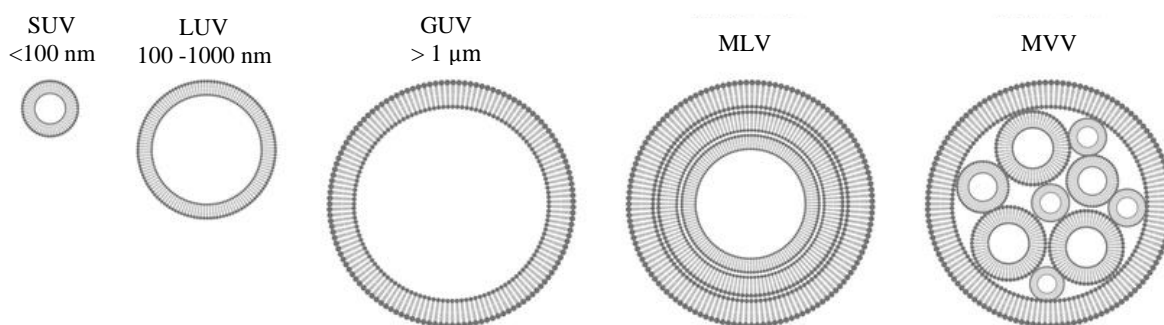 SUV
<100 nm
LUV
100 -1000 nm
GUV
> 1 µm
MLV
MVV